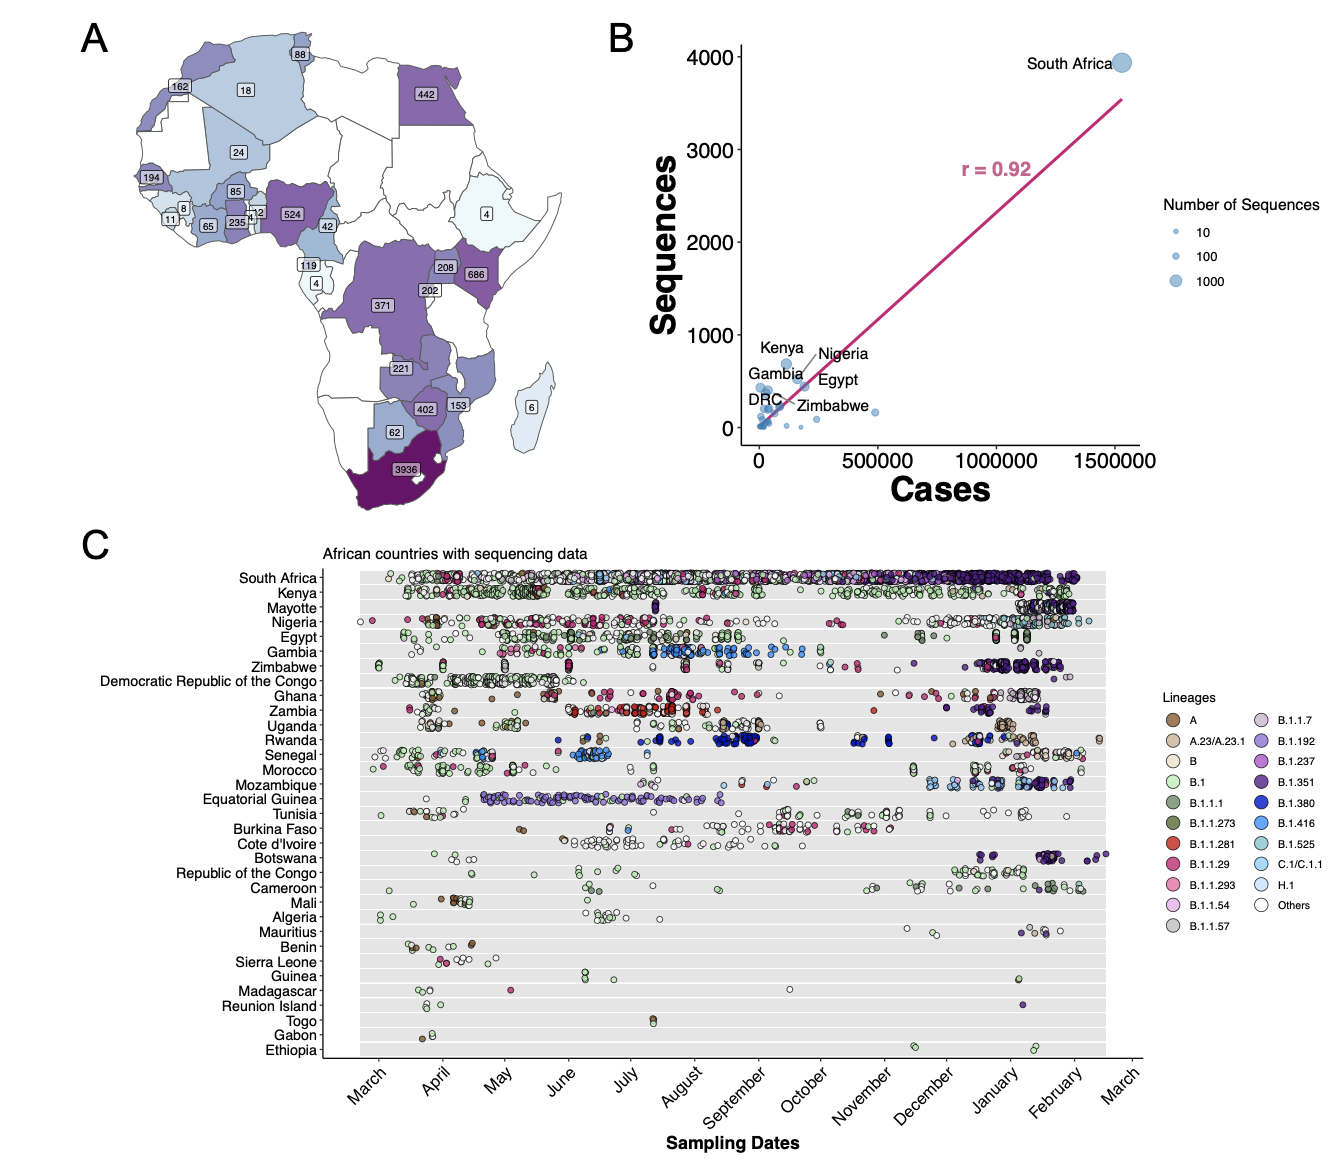 A
88
162
18
442
24
194
85
8
12
524
4
11
65
235
4
42
119
208
686
4
202
371
221
402
153
6
62
3936
B
4000
3000
2000
1000
0
Sequences
South Africa
r = 0.92
Kenya
Nigeria
Gambia
Egypt
DRC
Zimbabwe
0 500000 1000000 1500000
Cases
Number of Sequences
10
100
1000
C
African countries with sequencing data
South Africa
Kenya
Mayotte
Nigeria
Egypt
Gambia
Zimbabwe
Democratic Republic of the Congo
Ghana
Zambia
Uganda
Rwanda
Senegal
Morocco
Mozambique
Equatorial Guinea
Tunisia
Burkina Faso
Cote d'Ivoire
Botswana
Republic of the Congo
Cameroon
Mali
Algeria
Mauritius
Benin
Sierra Leone
Guinea
Madagascar
Reunion Island
Togo
Gabon
Ethiopia
March April May June July August September October November December January February March
Sampling Dates
Lineages
A
A.23/A.23.1
B
B.1
B.1.1.1
B.1.1.273
B.1.1.281
B.1.1.29
B.1.1.293
B.1.1.54
B.1.1.57
B.1.1.7
B.1.192
B.1.237
B.1.351
B.1.380
B.1.416
B.1.525
C.1/C.1.1
H.1
Others